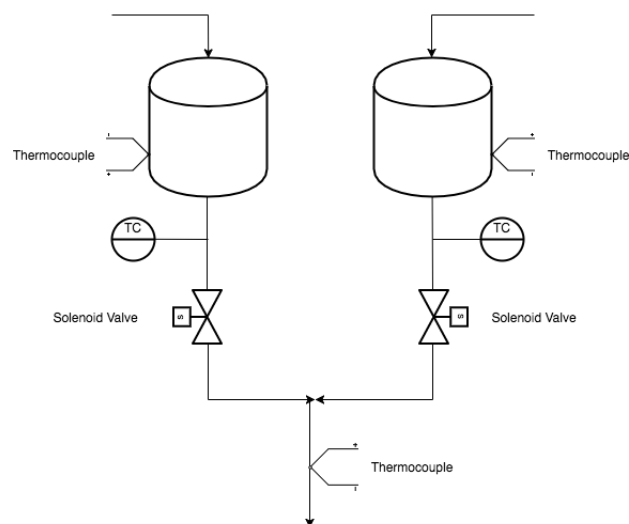 Thermocouple
-
+
+
-
Thermocouple
TC
TC
Solenoid Valve
s
s
Solenoid Valve
+
-
Thermocouple